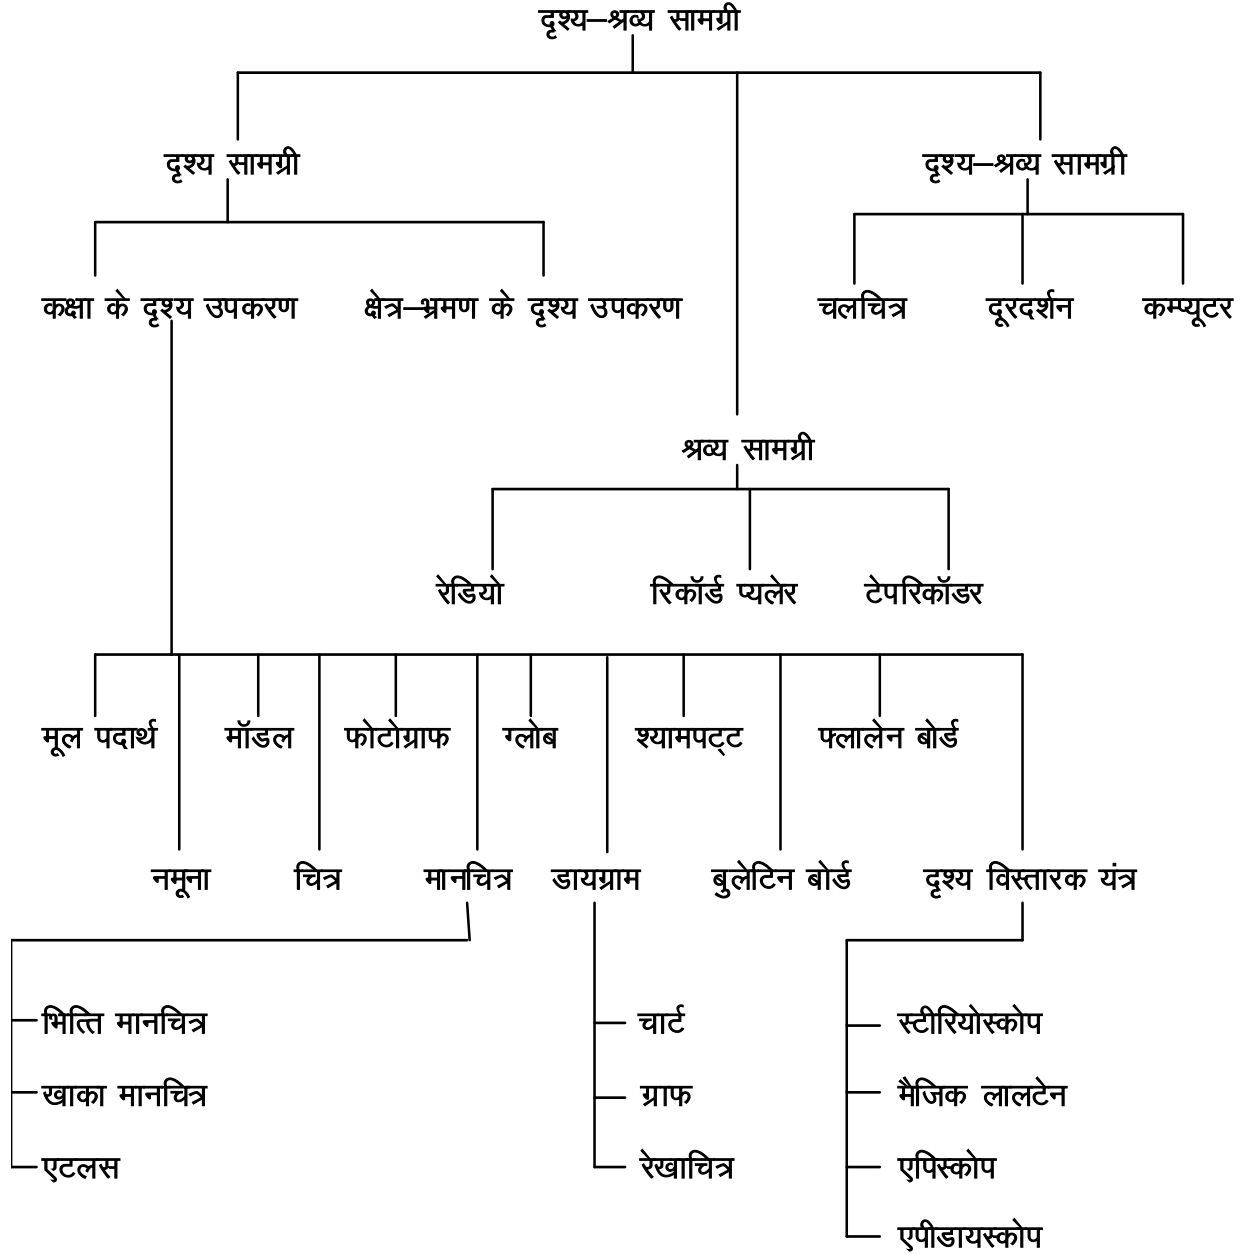 दृश्य–श्रव्य सामग्री
दृश्य सामग्री
दृश्य–श्रव्य सामग्री
कक्षा के दृश्य उपकरण
क्षेत्र–भ्रमण के दृश्य उपकरण
चलचित्र
दूरदर्शन
कम्प्यूटर
श्रव्य सामग्री
रेडियो
रिकॉर्ड प्यलेर
टेपरिकॉडर
मूल पदार्थ
मॉडल
फोटोग्राफ
ग्लोब
श्यामपट्ट
फ्लालेन बोर्ड
नमूना
चित्र
मानचित्र
डायग्राम
बुलेटिन बोर्ड
दृश्य विस्तारक यंत्र
भित्ति मानचित्र
चार्ट
स्टीरियोस्कोप
खाका मानचित्र
ग्राफ
मैजिक लालटेन
एटलस
रेखाचित्र
एपिस्कोप
एपीडायस्कोप